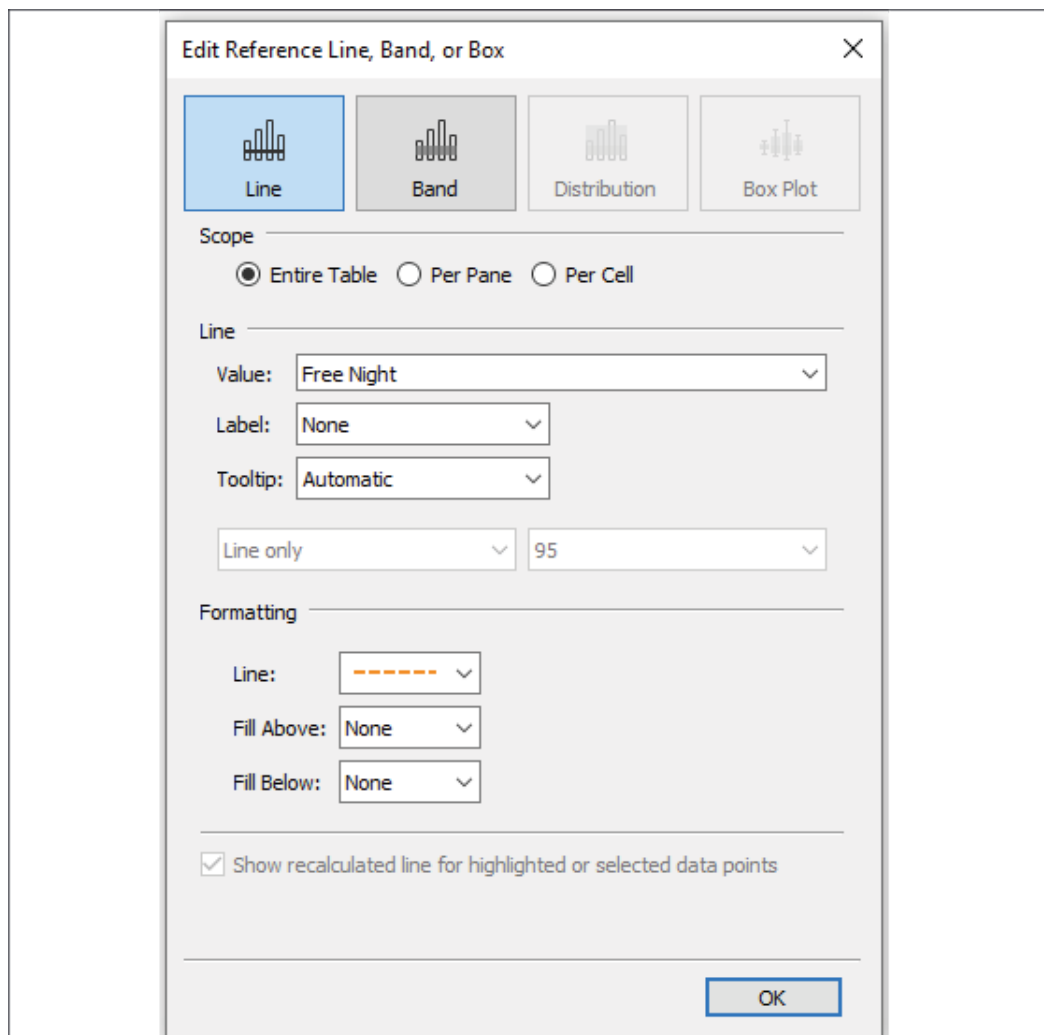 Edit Reference Line, Band, or Box
Line Band Distribution Box Plot
Scope
Entire Table Per Pane Per Cell
Line
Value: Free Night
Label: None
Tooltip: Automatic
Line only 95
Formatting
Line:
Fill Above: None
Fill Below: None
Show recalculated line for highlighted or selected data points
OK